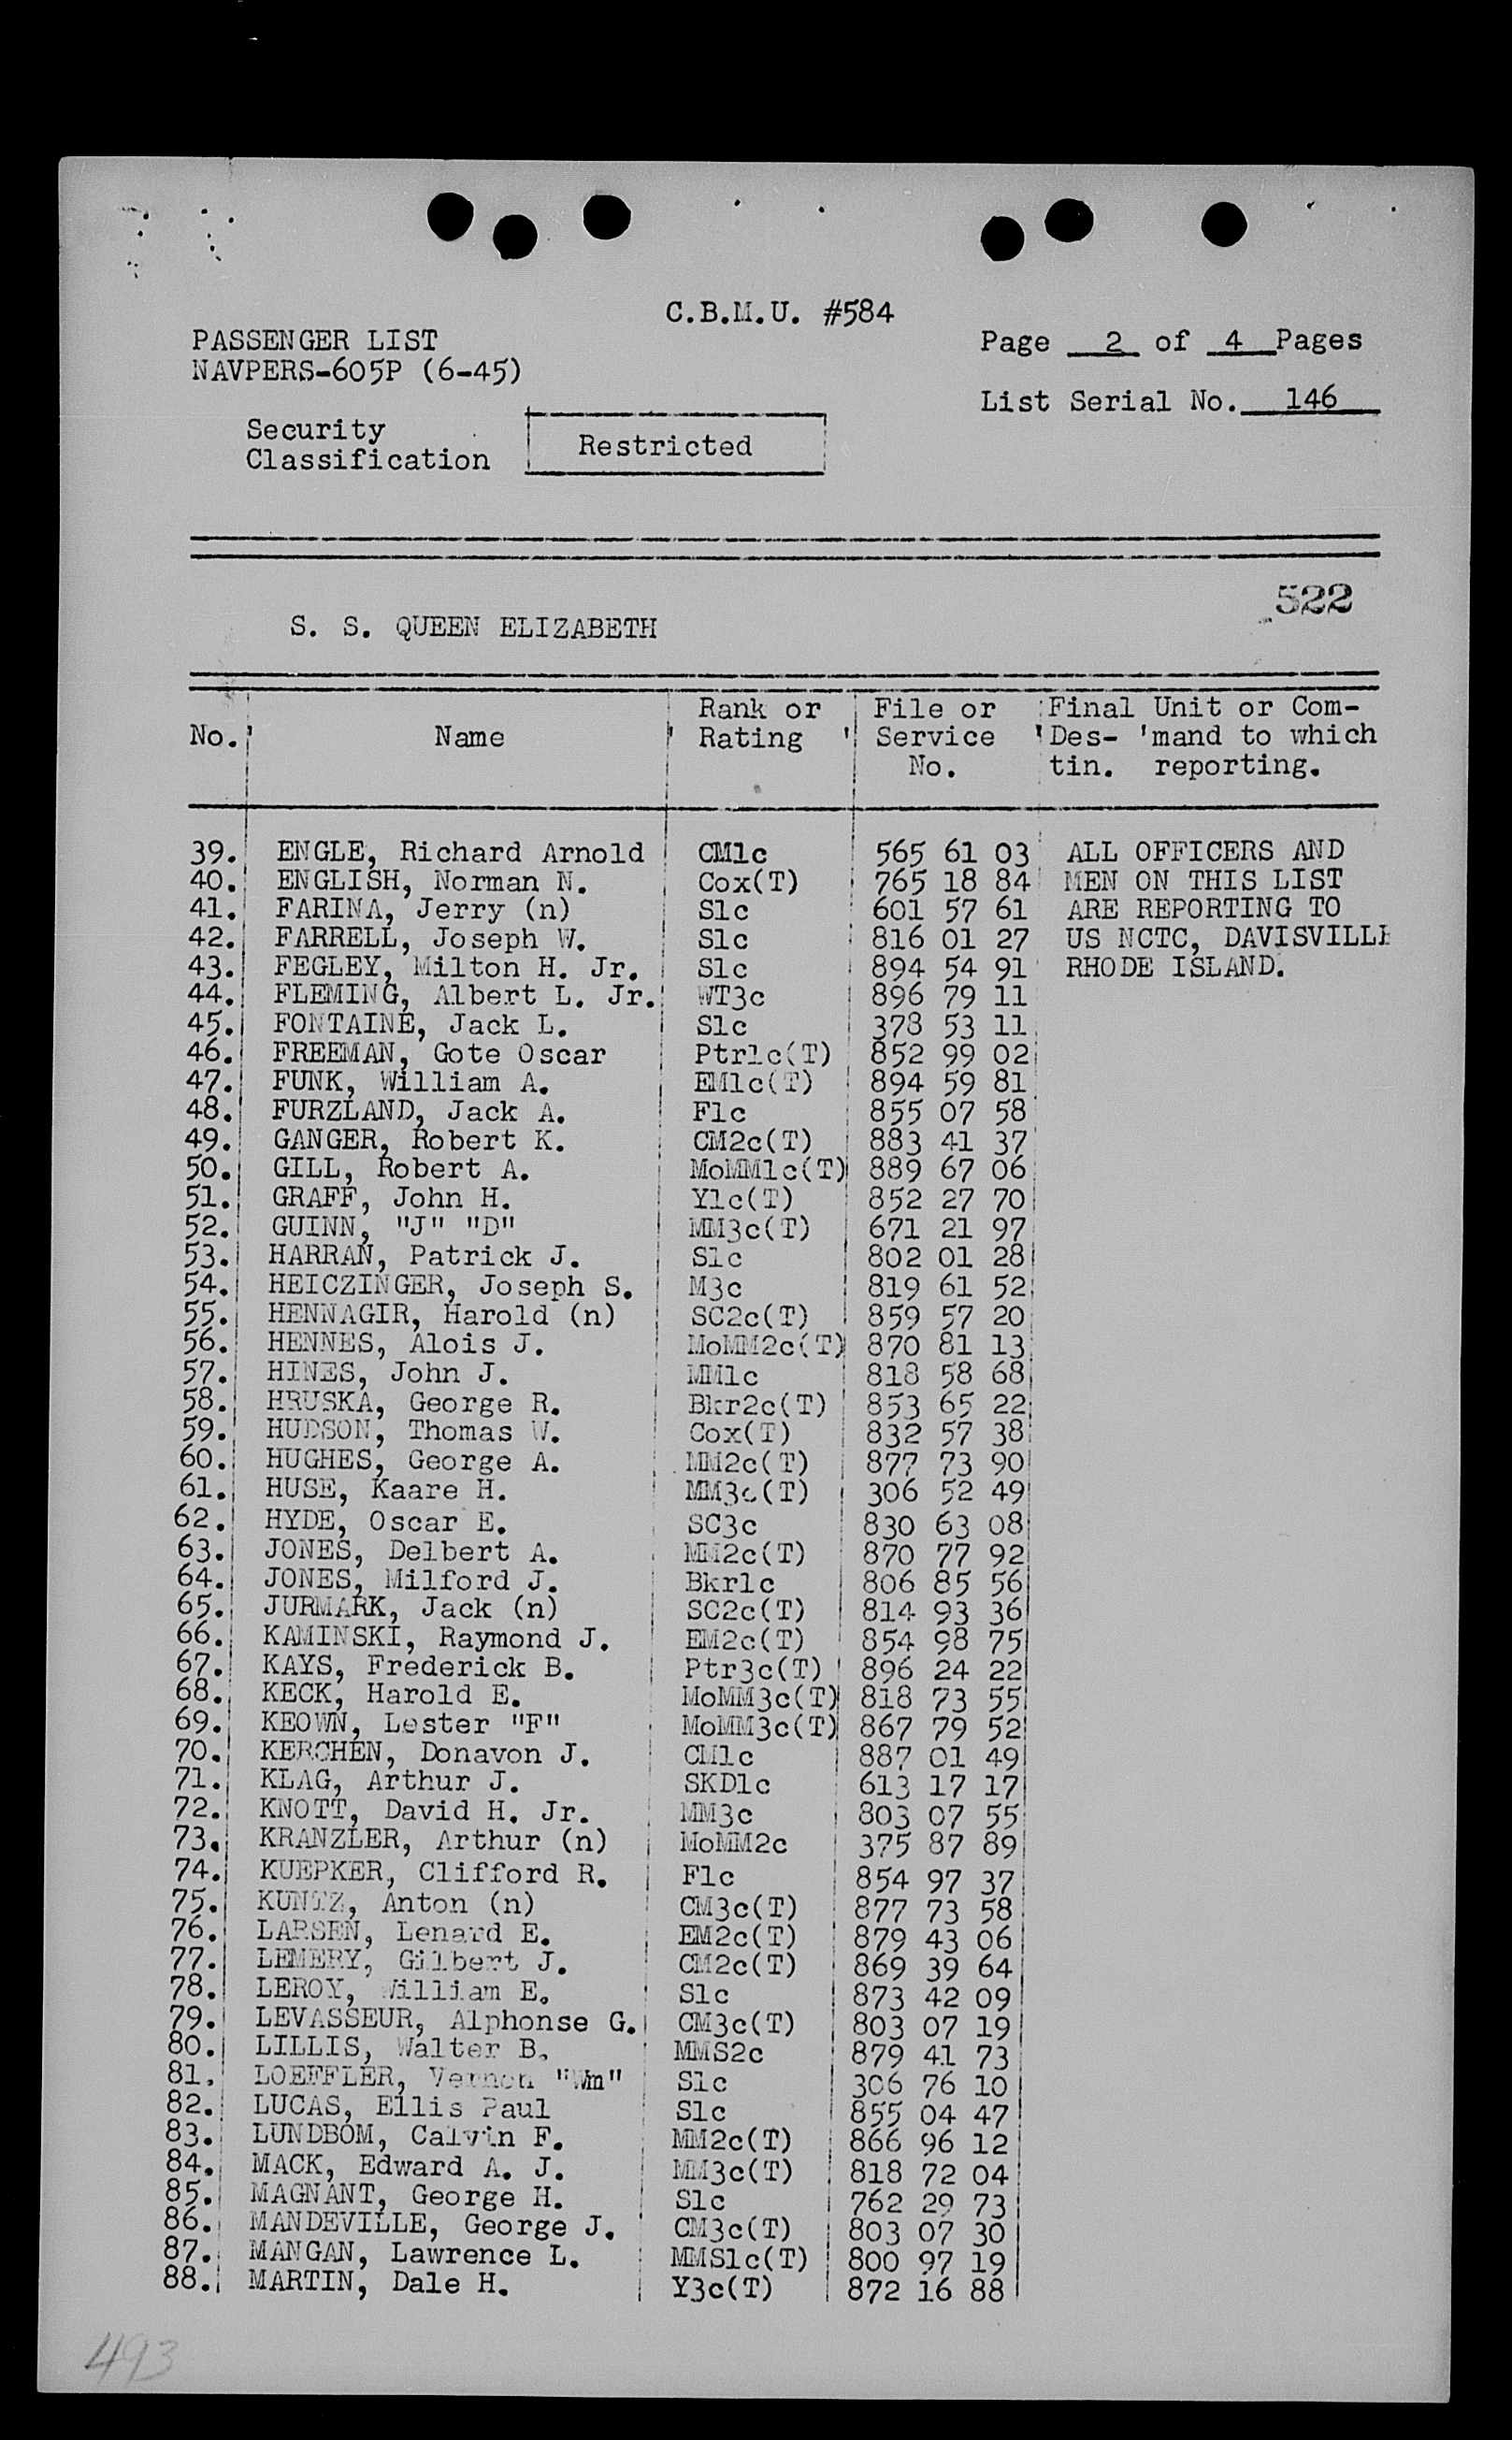 C.B.M.U. #584
PASSENGER LIST
NAVPERS-605P (6-45)
Page 2 of 4 Pages
List Serial No. 146
Security
Classification
Restricted
522
S. S. QUEEN ELIZABETH
No. Name Rank or Rating File or Service No. Final Des-tin. Unit or Com-mand to which reporting.
39. ENGLE, Richard Arnold CM1c 565 61 03 ALL OFFICERS AND
40. ENGLISH, Norman N. Cox(T) 765 18 84 MEN ON THIS LIST
41. FARINA, Jerry (n) S1c 601 57 61 ARE REPORTING TO
42. FARRELL, Joseph W. S1c 816 01 27 US NCTC, DAVISVILLE
43. FEGLEY, Milton H. Jr. S1c 894 54 91 RHODE ISLAND.
44. FLEMING, Albert L. Jr. WT3c 896 79 11
45. FONTAINE, Jack L. S1c 378 53 11
46. FREEMAN, Gote Oscar Ptr1c(T) 852 99 02
47. FUNK, William A. EM1c(T) 894 59 81
48. FURZLAND, Jack A. F1c 855 07 58
49. GANGER, Robert K. CM2c(T) 883 41 37
50. GILL, Robert A. MoMM1c(T) 889 67 06
51. GRAFF, John H. Y1c(T) 852 27 70
52. GUINN, "J" "D" MM3c(T) 671 21 97
53. HARRAN, Patrick J. S1c 802 01 28
54. HEICZINGER, Joseph S. M3c 819 61 52
55. HENNAGIR, Harold (n) SC2c(T) 859 57 20
56. HENNES, Alois J. MoMM2c(T) 870 81 13
57. HINES, John J. MM1c 818 58 68
58. HRUSKA, George R. Bkr2c(T) 853 65 22
59. HUDSON, Thomas W. Cox(T) 832 57 38
60. HUGHES, George A. MM2c(T) 877 73 90
61. HUSE, Kaare H. MM3c(T) 306 52 49
62. HYDE, Oscar E. SC3c 830 63 08
63. JONES, Delbert A. MM2c(T) 870 77 92
64. JONES, Milford J. Bkr1c 806 85 56
65. JURMARK, Jack (n) SC2c(T) 814 93 36
66. KAMINSKI, Raymond J. EM2c(T) 854 98 75
67. KAYS, Frederick B. Ptr3c(T) 896 24 22
68. KECK, Harold E. MoMM3c(T) 818 73 55
69. KEOWN, Lester "F" MoMM3c(T) 867 79 52
70. KERCHEN, Donavon J. CM1c 887 01 49
71. KLAG, Arthur J. SKD1c 613 17 17
72. KNOTT, David H. Jr. MM3c 803 07 55
73. KRANZLER, Arthur (n) MoMM2c 375 87 89
74. KUEPKER, Clifford R. F1c 854 97 37
75. KUNTZ, Anton (n) CM3c(T) 877 73 58
76. LARSEN, Lenard E. EM2c(T) 879 43 06
77. LEMERY, Gilbert J. CM2c(T) 869 39 64
78. LEROY, William E. S1c 873 42 09
79. LEVASSEUR, Alphonse G. CM3c(T) 803 07 19
80. LILLIS, Walter B. MMS2c 879 41 73
81. LOEFFLER, Vernon "Wm" S1c 306 76 10
82. LUCAS, Ellis Paul S1c 855 04 47
83. LUNDBOM, Calvin F. MM2c(T) 866 96 12
84. MACK, Edward A. J. MM3c(T) 818 72 04
85. MAGNANT, George H. S1c 762 29 73
86. MANDEVILLE, George J. CM3c(T) 803 07 30
87. MANGAN, Lawrence L. MMS1c(T) 800 97 19
88. MARTIN, Dale H. Y3c(T) 872 16 88
493